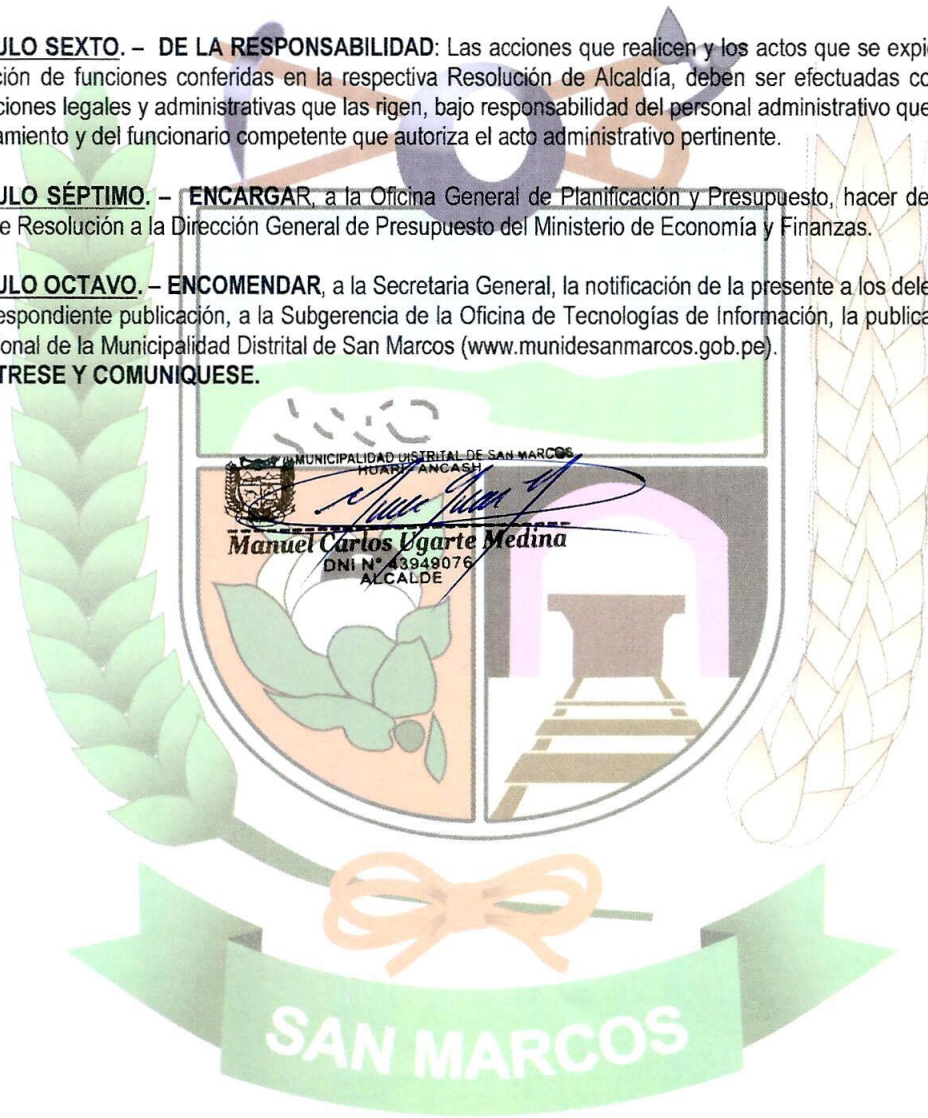 ULO SEXTO. – DE LA RESPONSABILIDAD: Las acciones que realicen y los actos que se expi
ción de funciones conferidas en la respectiva Resolución de Alcaldía, deben ser efectuadas co
ciones legales y administrativas que las rigen, bajo responsabilidad del personal administrativo que
amiento y del funcionario competente que autoriza el acto administrativo pertinente.
ULO SÉPTIMO. – ENCARGAR, a la Oficina General de Planificación y Presupuesto, hacer de
e Resolución a la Dirección General de Presupuesto del Ministerio de Economía y Finanzas.
ULO OCTAVO. – ENCOMENDAR, a la Secretaria General, la notificación de la presente a los dele
espondiente publicación, a la Subgerencia de la Oficina de Tecnologías de Información, la publica
onal de la Municipalidad Distrital de San Marcos (www.munidesanmarcos.gob.pe).
TRESE Y COMUNIQUESE.
MUNICIPALIDAD DISTRITAL DE SAN MARCOS
HUARI ANCASH
Manuel Carlos Ugarte Medina
DNI N° 43949076
ALCALDE
SAN MARCOS